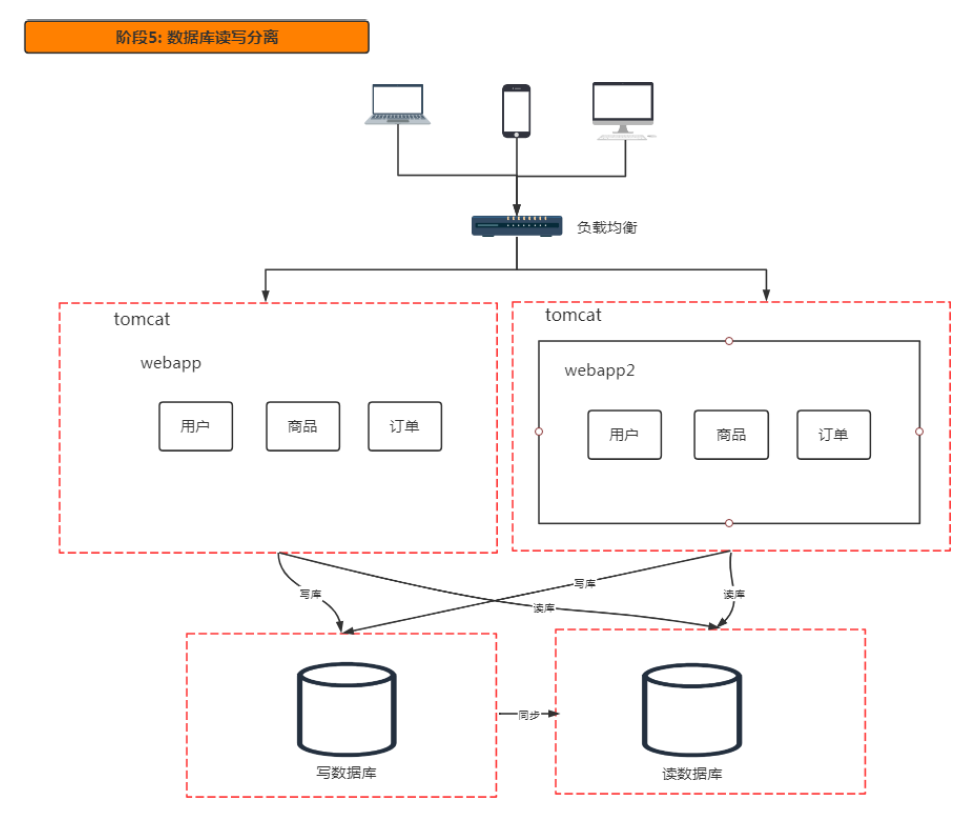 阶段5: 数据库读写分离
负载均衡
tomcat
webapp
用户
商品
订单
tomcat
webapp2
用户
商品
订单
写库
读库
写库
读库
同步
写数据库
读数据库